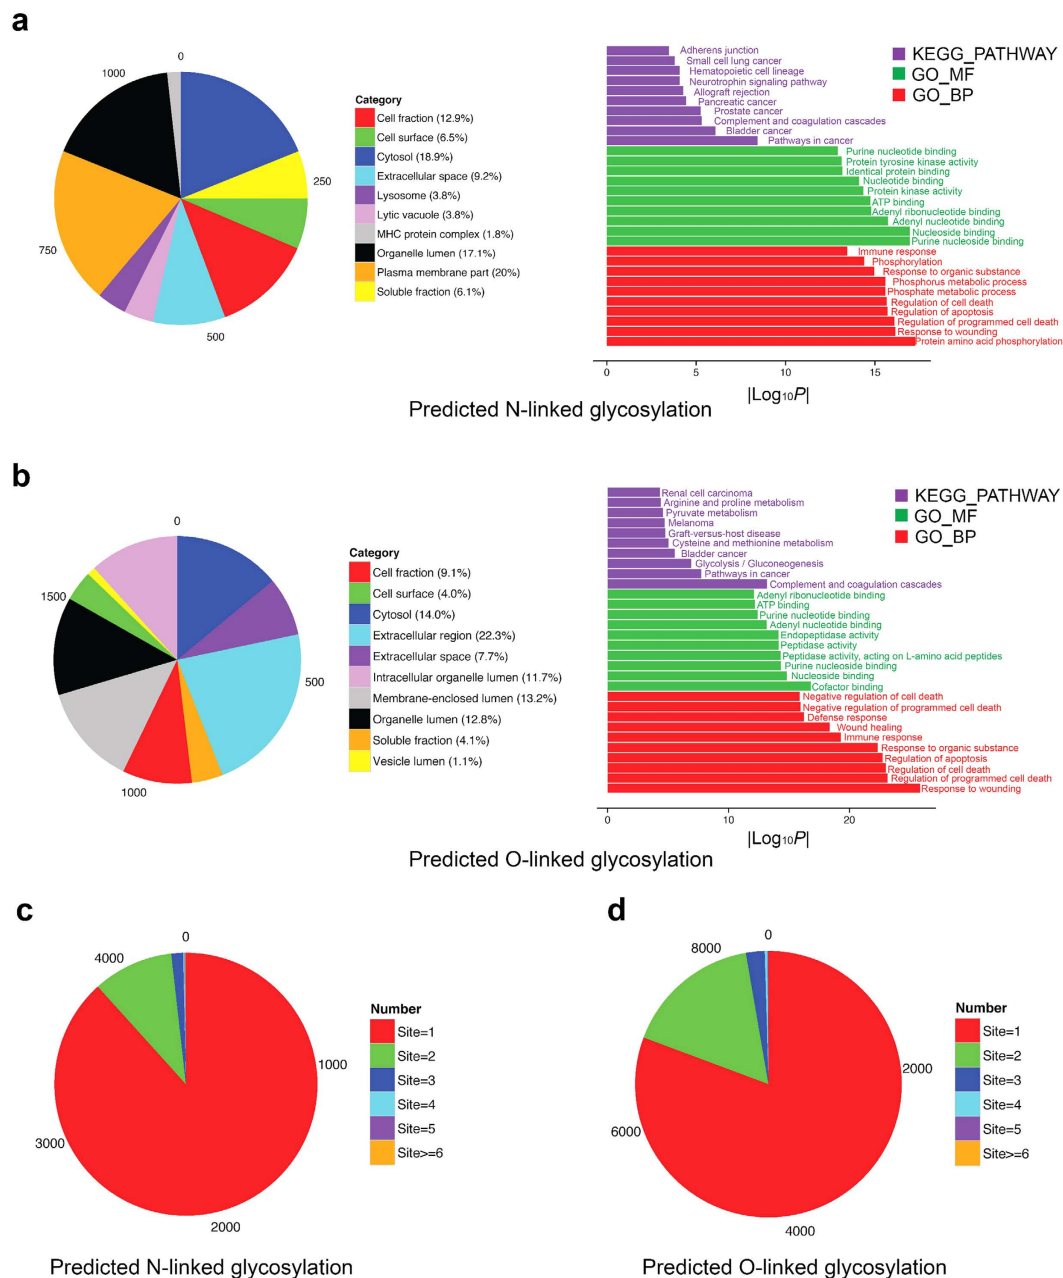 a
0
250
500
750
1000
Category
Cell fraction (12.9%)
Cell surface (6.5%)
Cytosol (18.9%)
Extracellular space (9.2%)
Lysosome (3.8%)
Lytic vacuole (3.8%)
MHC protein complex (1.8%)
Organelle lumen (17.1%)
Plasma membrane part (20%)
Soluble fraction (6.1%)
Adherens junction
Small cell lung cancer
Hematopoietic cell lineage
Neurotrophin signaling pathway
Allograft rejection
Pancreatic cancer
Prostate cancer
Complement and coagulation cascades
Bladder cancer
Pathways in cancer
Purine nucleotide binding
Protein tyrosine kinase activity
Identical protein binding
Nucleotide binding
Protein kinase activity
ATP binding
Adenyl ribonucleotide binding
Adenyl nucleotide binding
Nucleoside binding
Purine nucleoside binding
Immune response
Phosphorylation
Response to organic substance
Phosphorus metabolic process
Phosphate metabolic process
Regulation of cell death
Regulation of apoptosis
Regulation of programmed cell death
Response to wounding
Protein amino acid phosphorylation
KEGG_PATHWAY
GO_MF
GO_BP
0 5 10 15
|Log₁₀P|
Predicted N-linked glycosylation
b
0
500
1000
1500
Category
Cell fraction (9.1%)
Cell surface (4.0%)
Cytosol (14.0%)
Extracellular region (22.3%)
Extracellular space (7.7%)
Intracellular organelle lumen (11.7%)
Membrane-enclosed lumen (13.2%)
Organelle lumen (12.8%)
Soluble fraction (4.1%)
Vesicle lumen (1.1%)
Renal cell carcinoma
Arginine and proline metabolism
Pyruvate metabolism
Melanoma
Graft-versus-host disease
Cysteine and methionine metabolism
Bladder cancer
Glycolysis / Gluconeogenesis
Pathways in cancer
Complement and coagulation cascades
Adenyl ribonucleotide binding
ATP binding
Purine nucleotide binding
Adenyl nucleotide binding
Endopeptidase activity
Peptidase activity
Peptidase activity, acting on L-amino acid peptides
Purine nucleoside binding
Nucleoside binding
Cofactor binding
Negative regulation of cell death
Negative regulation of programmed cell death
Defense response
Wound healing
Immune response
Response to organic substance
Regulation of apoptosis
Regulation of cell death
Regulation of programmed cell death
Response to wounding
KEGG_PATHWAY
GO_MF
GO_BP
0 10 20
|Log₁₀P|
Predicted O-linked glycosylation
c
0
1000
2000
3000
4000
Number
Site=1
Site=2
Site=3
Site=4
Site=5
Site>=6
Predicted N-linked glycosylation
d
0
2000
4000
6000
8000
Number
Site=1
Site=2
Site=3
Site=4
Site=5
Site>=6
Predicted O-linked glycosylation